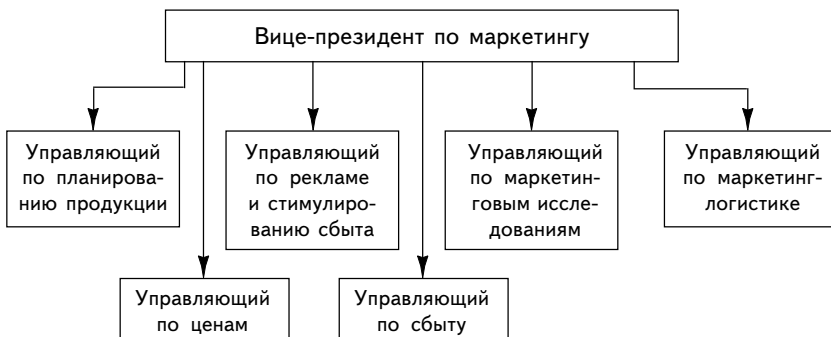 Вице-президент по маркетингу
Управляющий
по планирова-
нию продукции
Управляющий
по рекламе
и стимулиро-
ванию сбыта
Управляющий
по маркетин-
говым иссле-
дованиям
Управляющий
по маркетинг-
логистике
Управляющий
по ценам
Управляющий
по сбыту